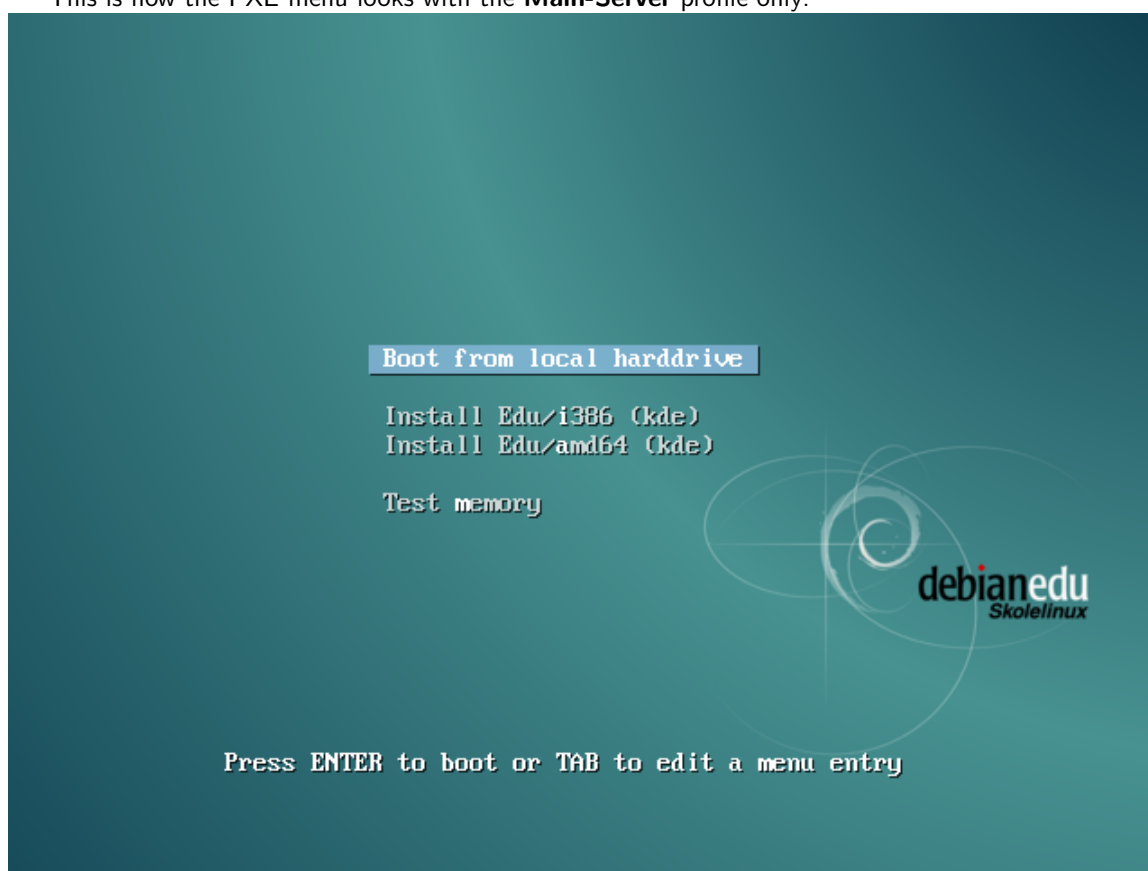 This is how the PXE menu looks with the Main-Server profile only:
Boot from local harddrive
Install Edu/i386 (kde)
Install Edu/amd64 (kde)
Test memory
debianedu
Skolelinux
Press ENTER to boot or TAB to edit a menu entry